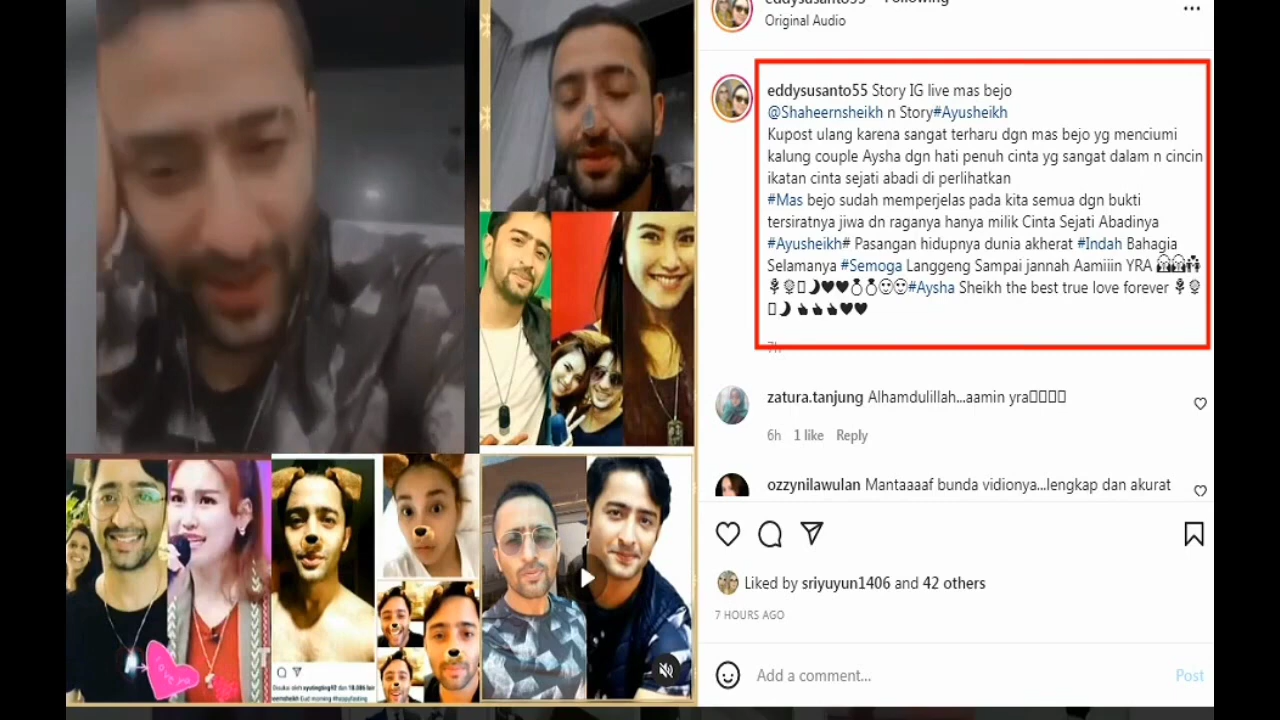 Original Audio
eddysusanto55 Story IG live mas bejo
@Shaheernsheikh n Story#Ayusheikh
Kupost ulang karena sangat terharu dgn mas bejo yg menciumi
kalung couple Aysha dgn hati penuh cinta yg sangat dalam n cincin
ikatan cinta sejati abadi di perlihatkan
#Mas bejo sudah memperjelas pada kita semua dgn bukti
tersiratnya jiwa dn raganya hanya milik Cinta Sejati Abadinya
#Ayusheikh# Pasangan hidupnya dunia akherat #Indah Bahagia
Selamanya #Semoga Langgeng Sampai jannah Aamiiin YRA
#Aysha Sheikh the best true love forever
7h
zatura.tanjung Alhamdulillah...aamin yra
6h 1 like Reply
ozzynilawulan Mantaaaaf bunda vidionya...lengkap dan akurat
Liked by sriyuyun1406 and 42 others
7 HOURS AGO
Add a comment... Post